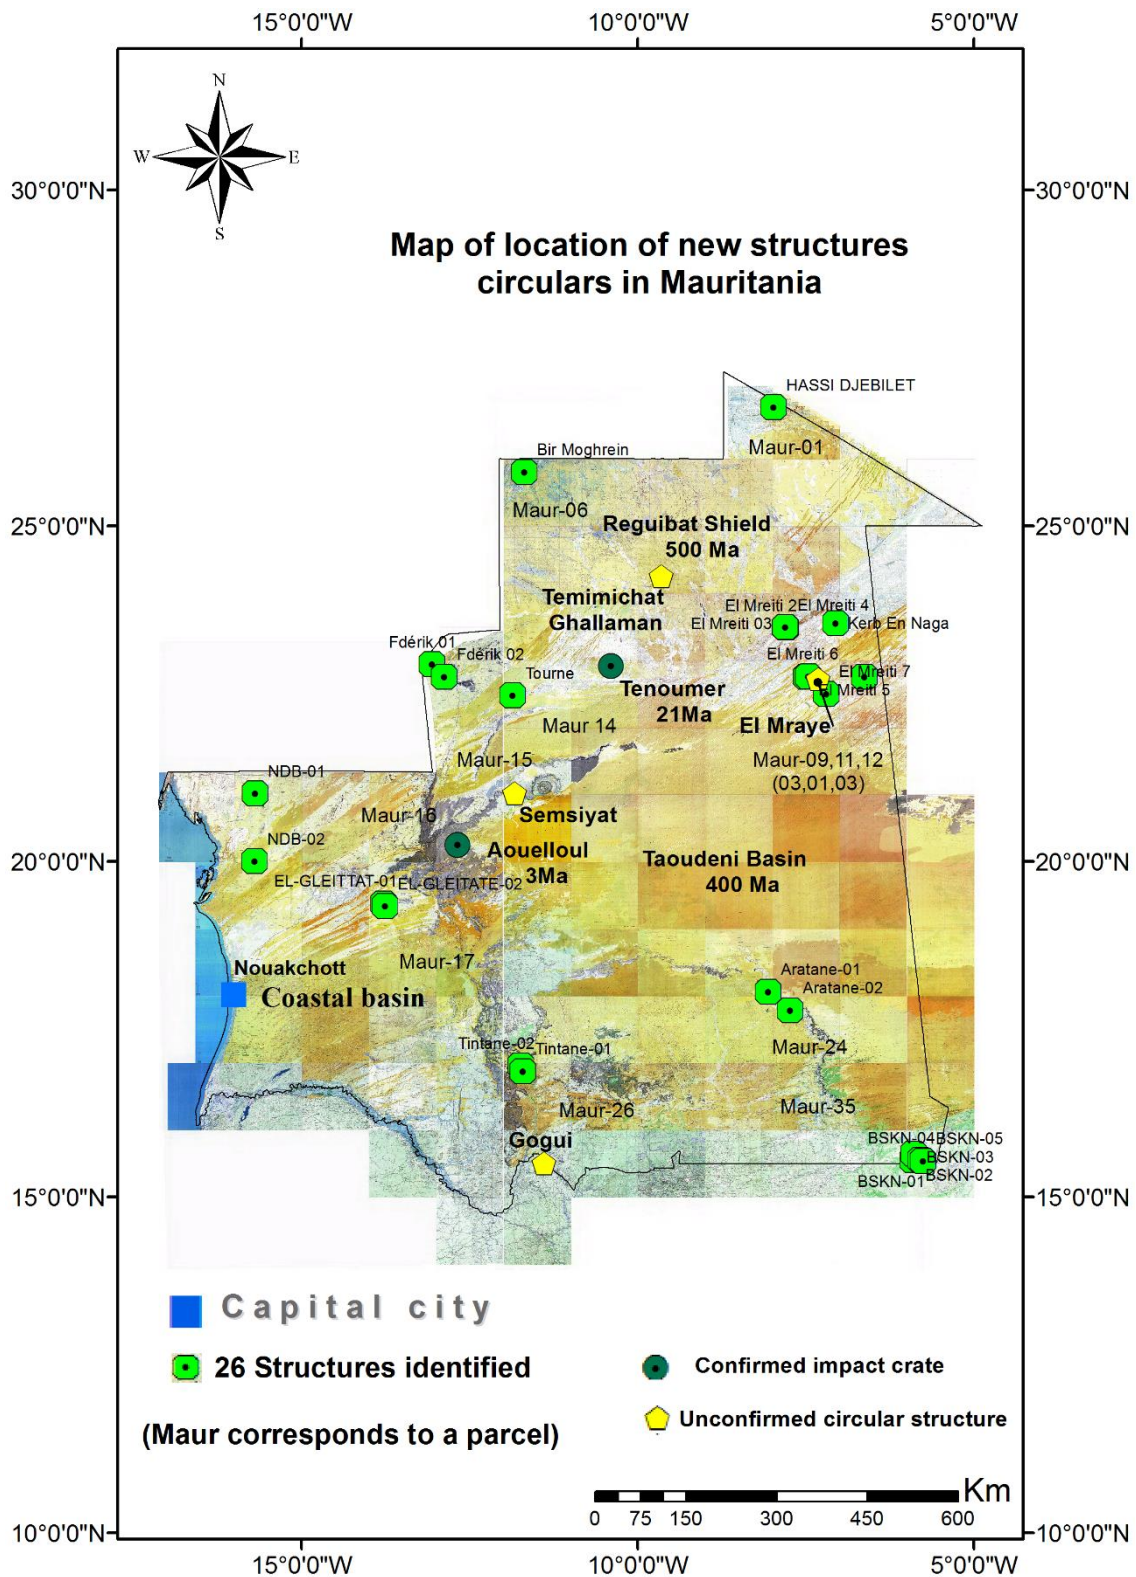 15°0'0"W 10°0'0"W 5°0'0"W
N
W E
S
30°0'0"N 30°0'0"N
Map of location of new structures
circulars in Mauritania
HASSI DJEBILET
Maur-01
Bir Moghrein
Maur-06
25°0'0"N 25°0'0"N
Reguibat Shield
500 Ma
Temimichat
Ghallaman
El Mreiti 2 El Mreiti 4
El Mreiti 03
Kerb En Naga
Fdérik 01
Fdérik 02
Tourne
El Mreiti 6
El Mreiti 7
El Mreiti 5
Tenoumer
21Ma
El Mraye
Maur 14
Maur-15
Maur-09,11,12
(03,01,03)
NDB-01
Maur-16
Semsiyat
NDB-02
Aouelloul
3Ma
20°0'0"N 20°0'0"N
Taoudeni Basin
400 Ma
EL-GLEITTAT-01 EL-GLEITATE-02
Maur-17
Nouakchott
Coastal basin
Aratane-01
Aratane-02
Maur-24
Tintane-02 Tintane-01
Maur-26
Maur-35
Gogui
BSKN-04 BSKN-05
BSKN-03
BSKN-01 BSKN-02
15°0'0"N 15°0'0"N
Capital city
26 Structures identified
Confirmed impact crate
(Maur corresponds to a parcel)
Unconfirmed circular structure
Km
0 75 150 300 450 600
10°0'0"N 10°0'0"N
15°0'0"W 10°0'0"W 5°0'0"W